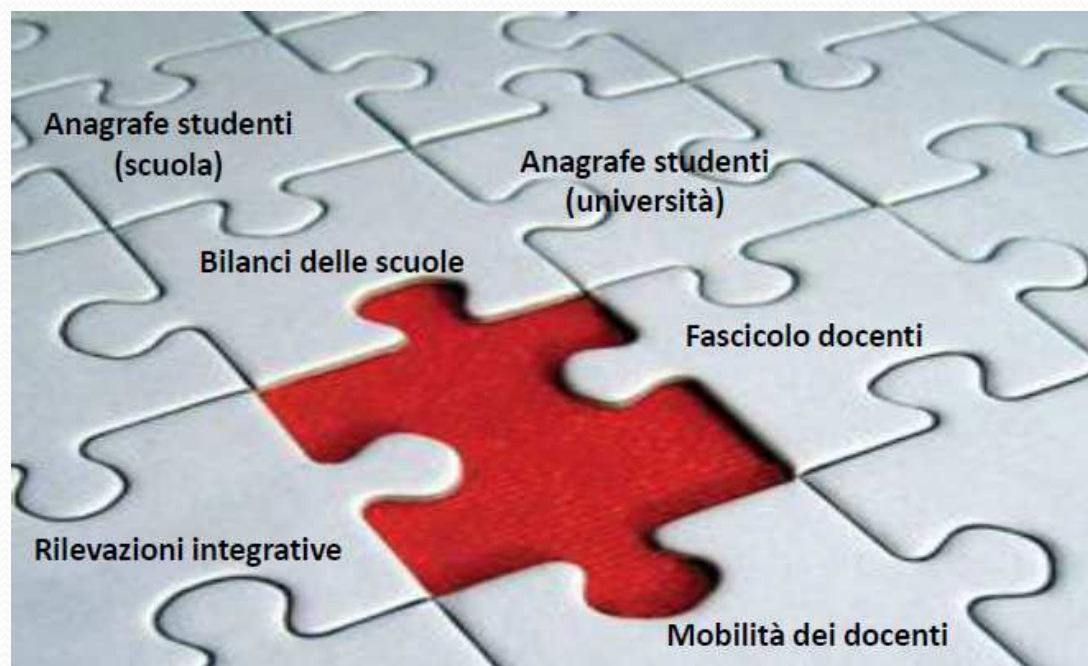 Anagrafe studenti
(scuola)
Anagrafe studenti
(università)
Bilanci delle scuole
Fascicolo docenti
Rilevazioni integrative
Mobilità dei docenti